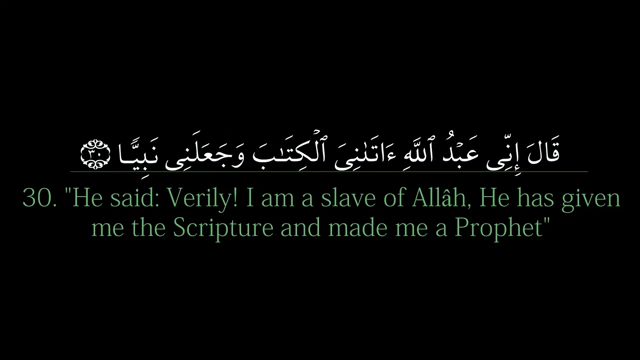 قَالَ إِنِّى عَبْدُ ٱللَّهِ ءَاتَىٰنِىَ ٱلْكِتَـٰبَ وَجَعَلَنِى نَبِيًّا ٣٠
30. "He said: Verily! I am a slave of Allâh, He has given
me the Scripture and made me a Prophet"